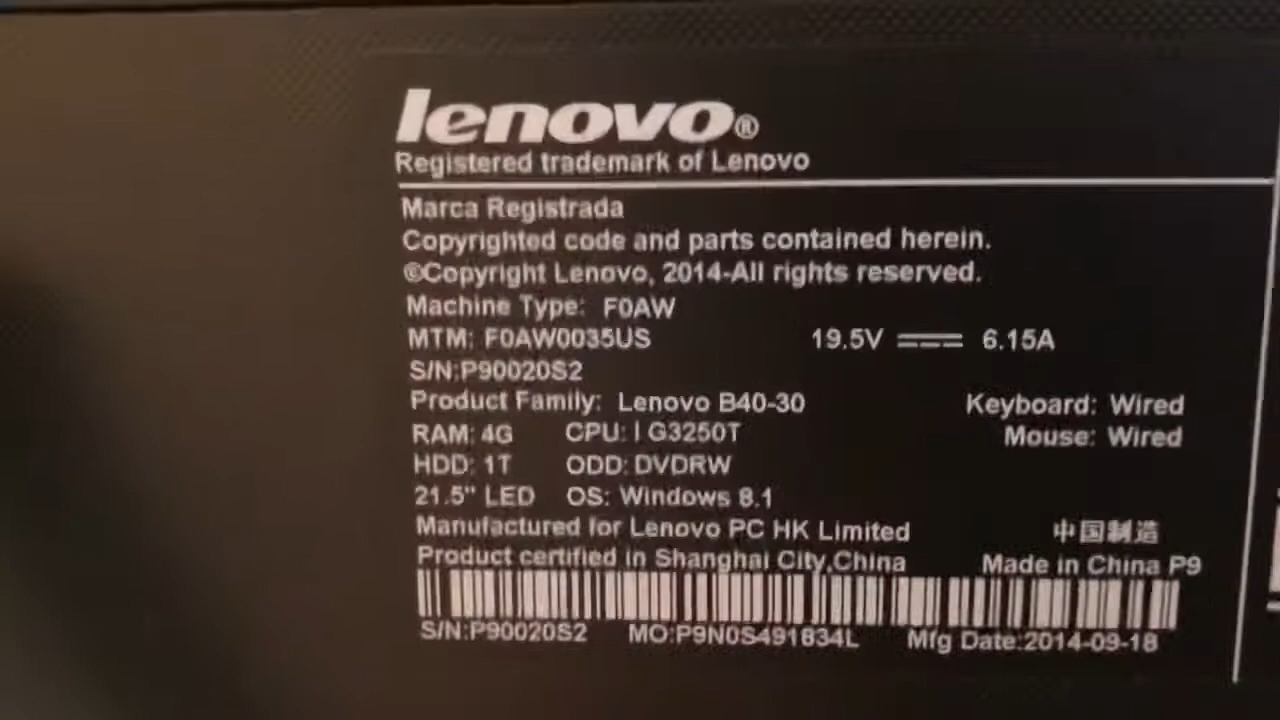 lenovo®
Registered trademark of Lenovo
Marca Registrada
Copyrighted code and parts contained herein.
©Copyright Lenovo, 2014-All rights reserved.
Machine Type: F0AW
MTM: F0AW0035US 19.5V ⎓ 6.15A
S/N:P90020S2
Product Family: Lenovo B40-30 Keyboard: Wired
RAM: 4G CPU: I G3250T Mouse: Wired
HDD: 1T ODD: DVDRW
21.5" LED OS: Windows 8.1
Manufactured for Lenovo PC HK Limited 中国制造
Product certified in Shanghai City,China Made in China P9
S/N:P90020S2 MO:P9N0S491834L Mfg Date:2014-09-18